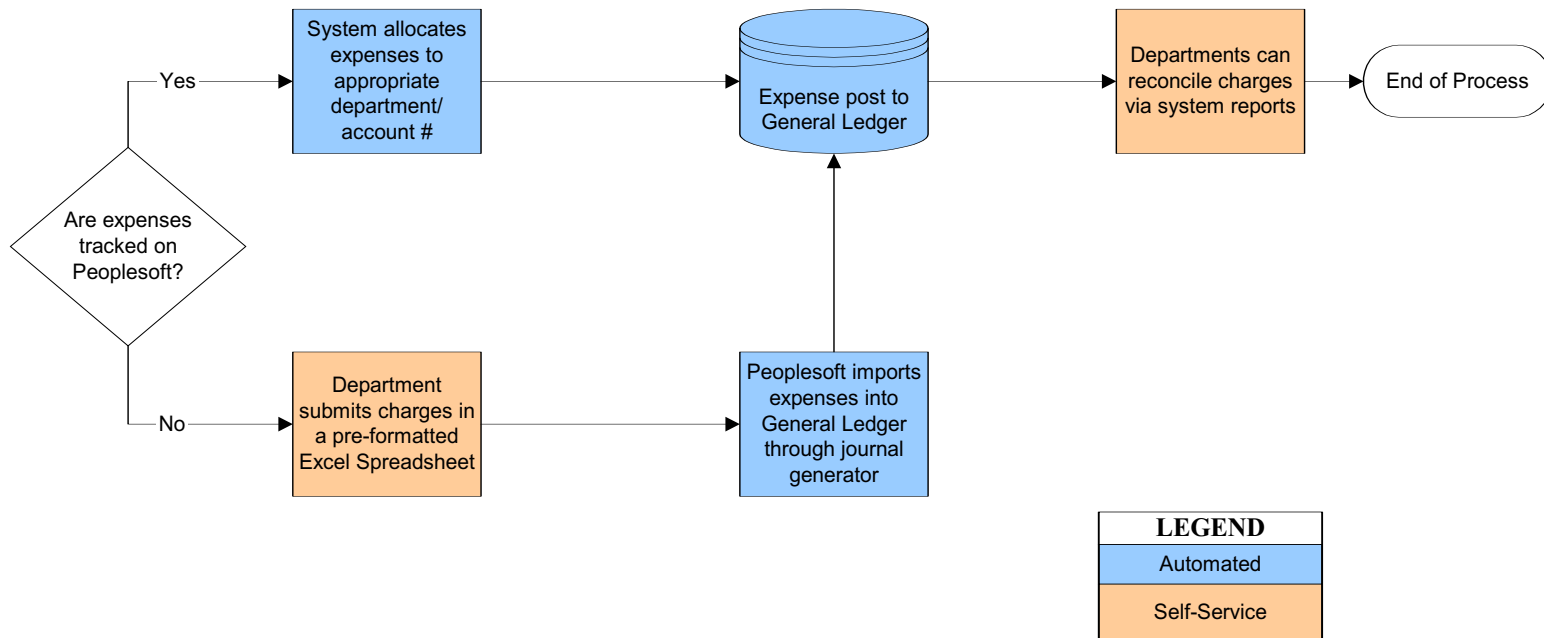 Yes
System allocates
expenses to
appropriate
department/
account #
Expense post to
General Ledger
Departments can
reconcile charges
via system reports
End of Process
Are expenses
tracked on
Peoplesoft?
No
Department
submits charges in
a pre-formatted
Excel Spreadsheet
Peoplesoft imports
expenses into
General Ledger
through journal
generator
LEGEND
Automated
Self-Service